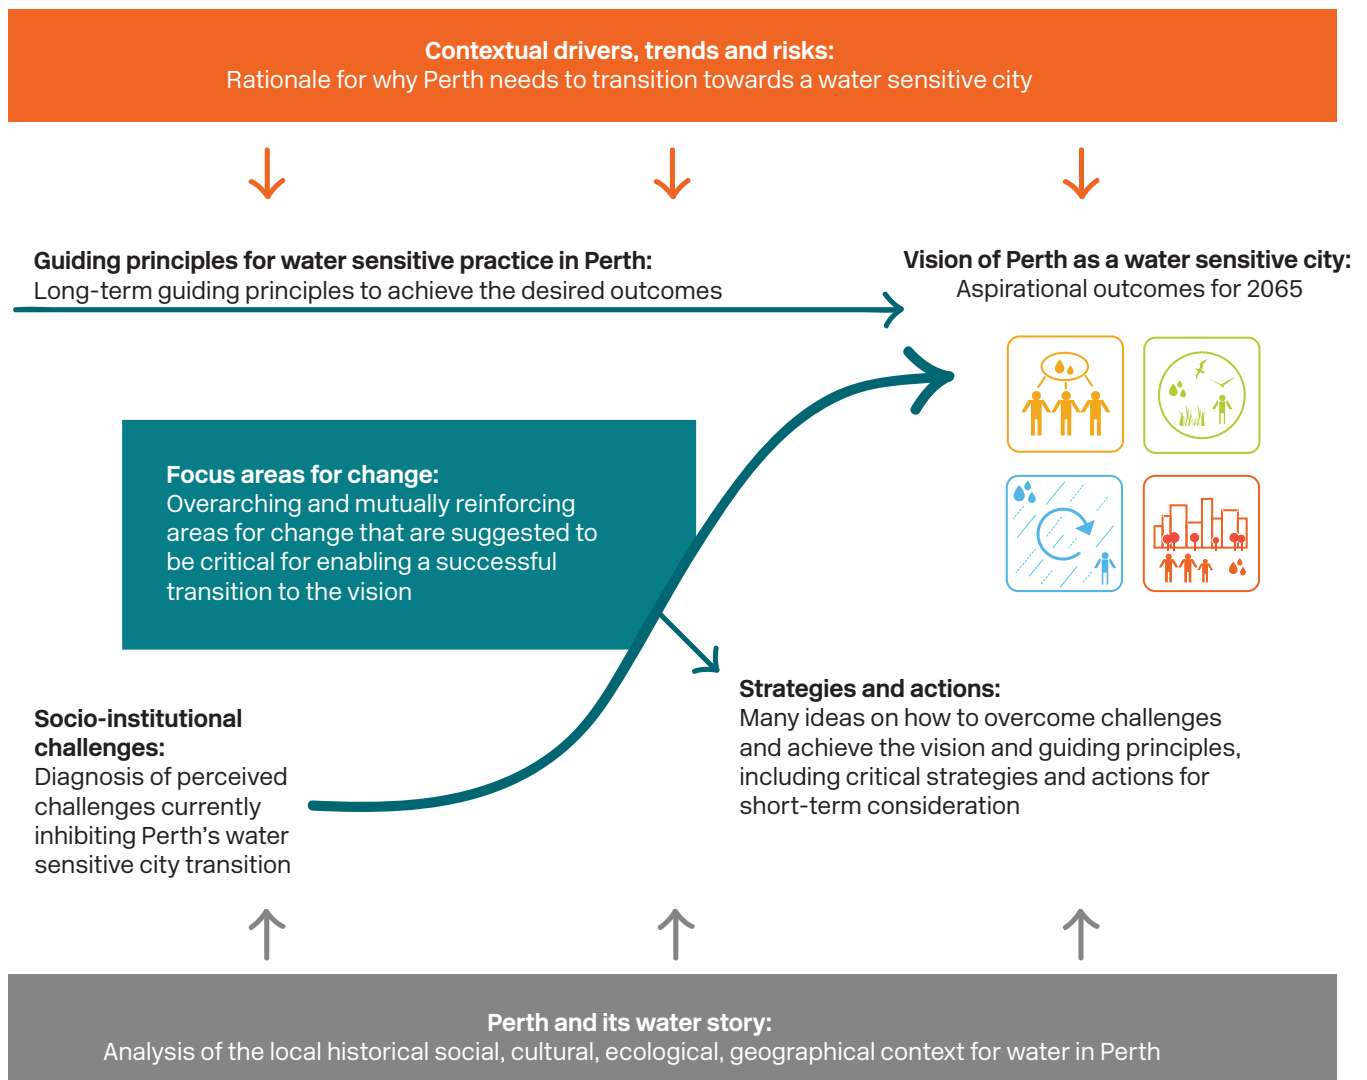 Contextual drivers, trends and risks:
Rationale for why Perth needs to transition towards a water sensitive city
Guiding principles for water sensitive practice in Perth:
Long-term guiding principles to achieve the desired outcomes
Vision of Perth as a water sensitive city:
Aspirational outcomes for 2065
Focus areas for change:
Overarching and mutually reinforcing
areas for change that are suggested to
be critical for enabling a successful
transition to the vision
Socio-institutional
challenges:
Diagnosis of perceived
challenges currently
inhibiting Perth’s water
sensitive city transition
Strategies and actions:
Many ideas on how to overcome challenges
and achieve the vision and guiding principles,
including critical strategies and actions for
short-term consideration
Perth and its water story:
Analysis of the local historical social, cultural, ecological, geographical context for water in Perth